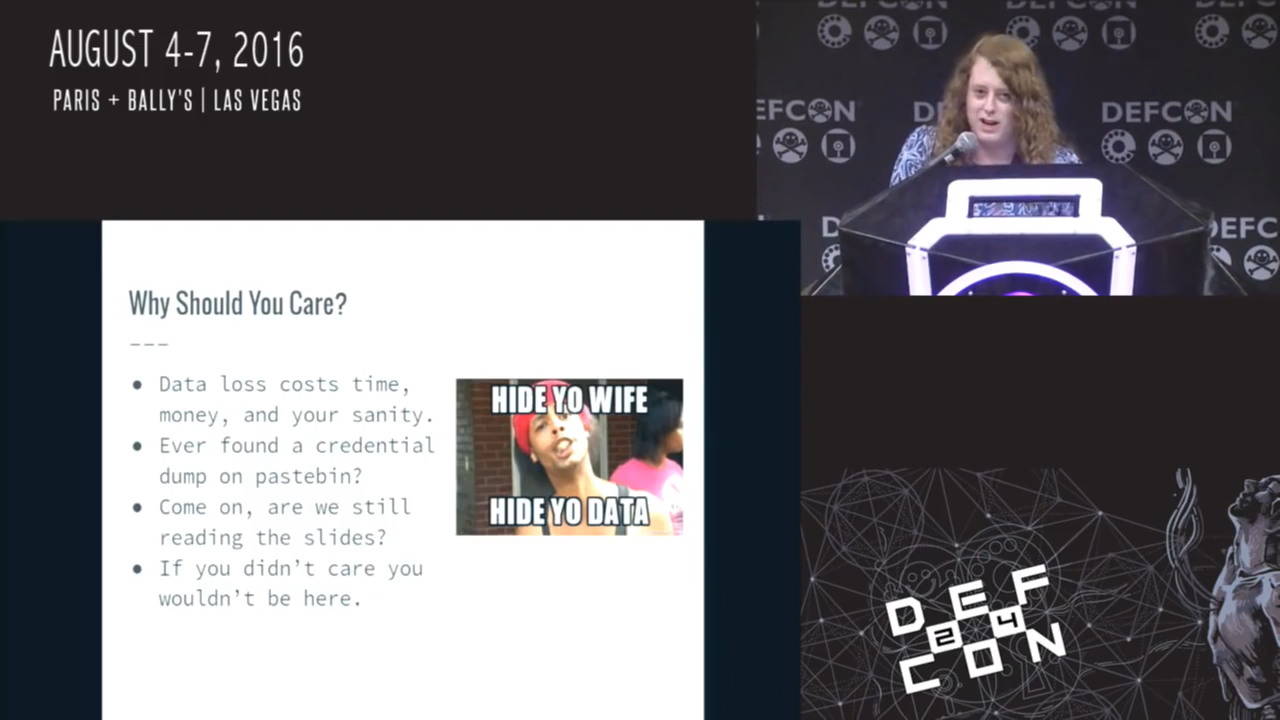 AUGUST 4-7, 2016
PARIS + BALLY'S | LAS VEGAS
DEFCON
DEFCON
Why Should You Care?
---
• Data loss costs time,
money, and your sanity.
• Ever found a credential
dump on pastebin?
• Come on, are we still
reading the slides?
• If you didn't care you
wouldn't be here.
HIDE YO WIFE
HIDE YO DATA
DEF
24
CON